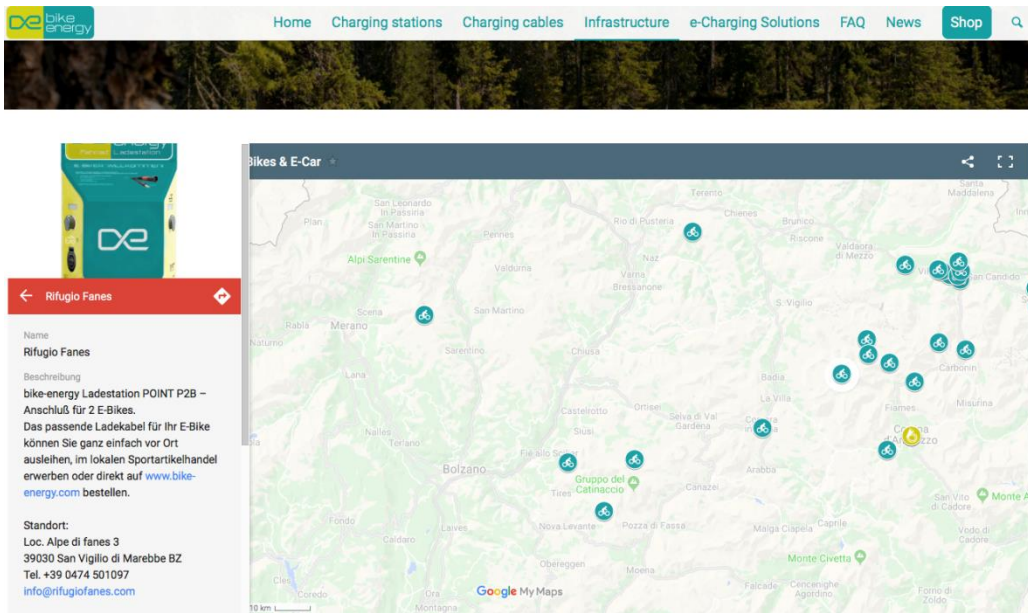 bike
energy
Home Charging stations Charging cables Infrastructure e-Charging Solutions FAQ News Shop
Bikes & E-Car
Rifugio Fanes
Name
Rifugio Fanes
Beschreibung
bike-energy Ladestation POINT P2B –
Anschluß für 2 E-Bikes.
Das passende Ladekabel für Ihr E-Bike
können Sie ganz einfach vor Ort
ausleihen, im lokalen Sportartikelhandel
erwerben oder direkt auf www.bike-
energy.com bestellen.
Standort:
Loc. Alpe di fanes 3
39030 San Vigilio di Marebbe BZ
Tel. +39 0474 501097
info@rifugiofanes.com
Santa
Maddalena
Terento
San Leonardo
in Passiria
Chienes
Brunico
Plan
San Martino
in Passiria
Rio di Pusteria
Pennes
Riscone
Valdaora
di Mezzo
Alpi Sarentine
Naz
Valdurna
Varna
Bressanone
San Candido
Scena
San Martino
S. Vigilio
Rabla
Merano
Naturno
Sarentino
Chiusa
Carbonin
Lana
Badia
La Villa
Castelrotto
Ortisei
Fiames
Misurina
Selva di Val
Gardena
Nalles
Siusi
Terlano
Bolzano
Arabba
Gruppo del
Catinaccio
Tires
Canazei
San Vito
di Cadore
Monte A
Fondo
Laives
Nova Levante
Pozza di Fassa
Malga Ciapela
Caprile
Caldaro
Vodo di
Cadore
Obereggen
Monte Civetta
Moena
Cles
Coredo
Ora
Falcade
Cencenighe
Agordino
Forno di
Zoldo
Montagna
Google My Maps
10 km